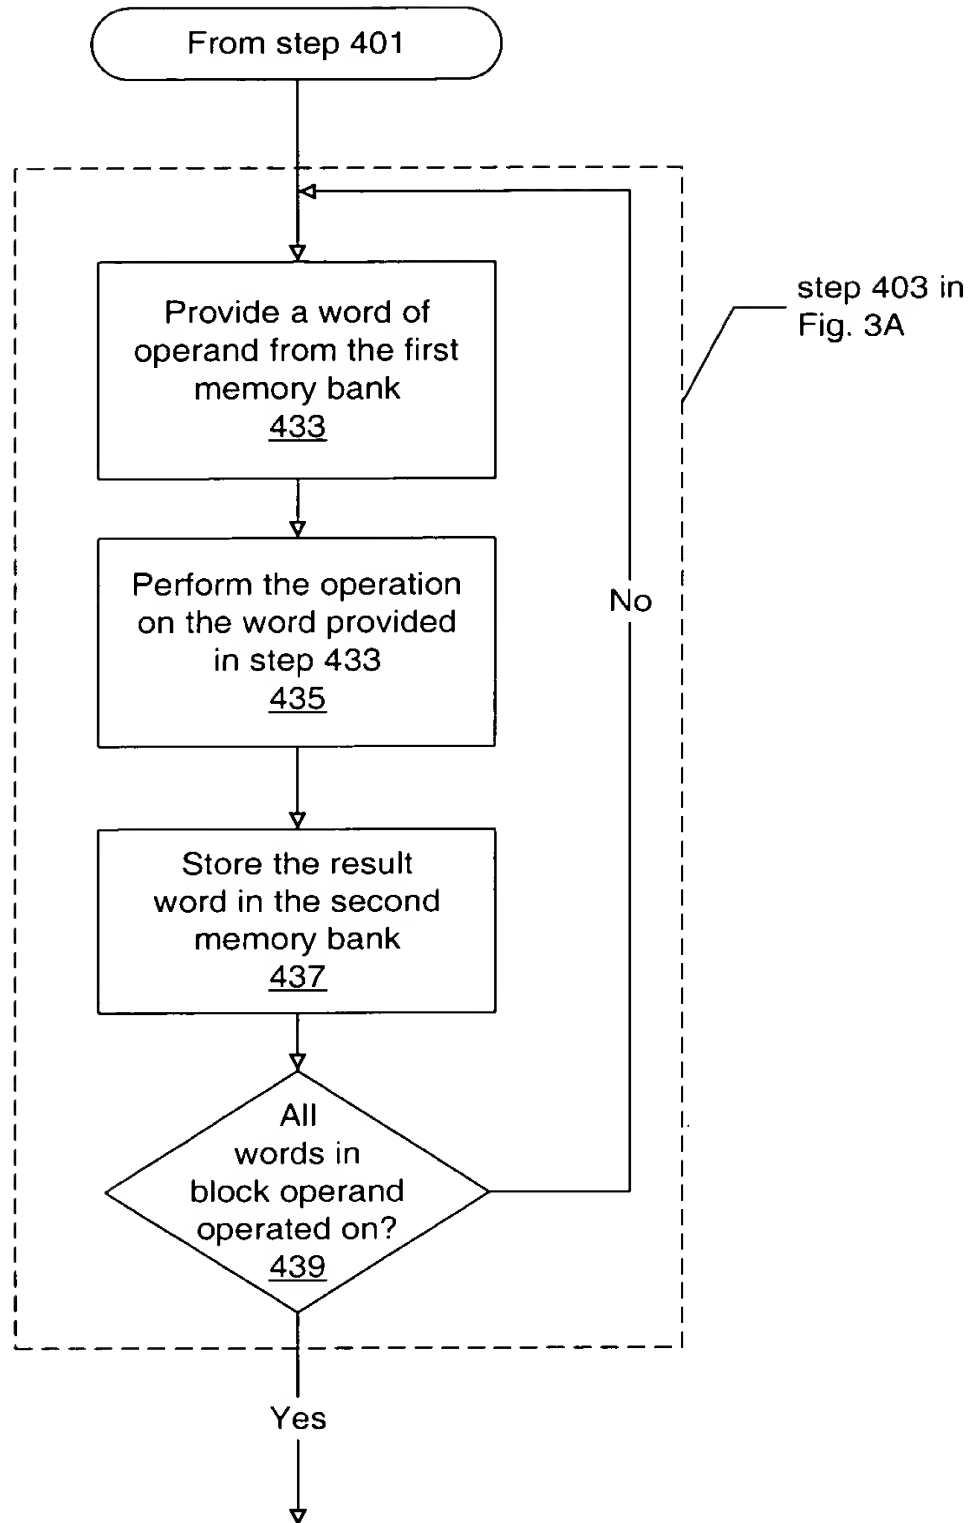 From step 401
step 403 in
Fig. 3A
Provide a word of
operand from the first
memory bank
433
Perform the operation
on the word provided
in step 433
435
No
Store the result
word in the second
memory bank
437
All
words in
block operand
operated on?
439
Yes